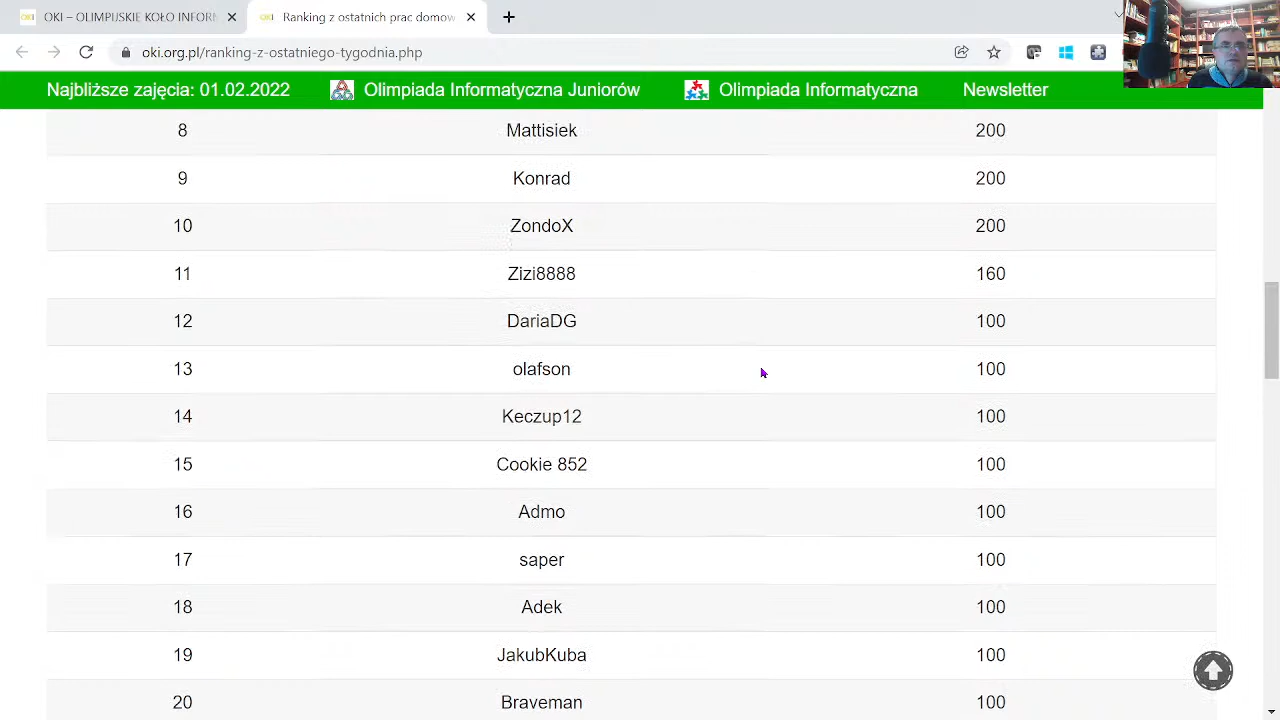 OKI – OLIMPIJSKIE KOŁO INFORM
Ranking z ostatnich prac domow
oki.org.pl/ranking-z-ostatniego-tygodnia.php
Najbliższe zajęcia: 01.02.2022 Olimpiada Informatyczna Juniorów Olimpiada Informatyczna Newsletter
8 Mattisiek 200
9 Konrad 200
10 ZondoX 200
11 Zizi8888 160
12 DariaDG 100
13 olafson 100
14 Keczup12 100
15 Cookie 852 100
16 Admo 100
17 saper 100
18 Adek 100
19 JakubKuba 100
20 Braveman 100